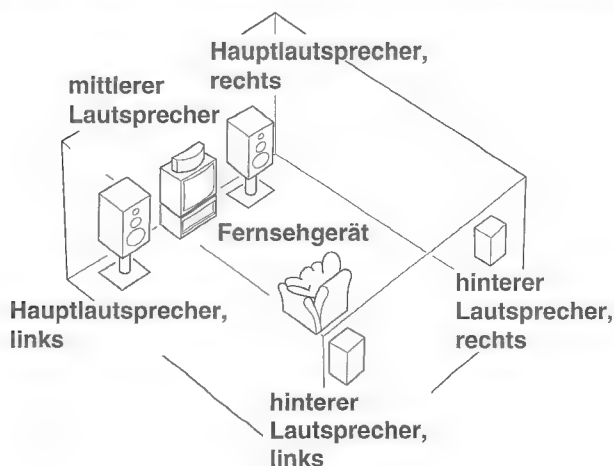 Hauptlautsprecher,
rechts
mittlerer
Lautsprecher
Fernsehgerät
Hauptlautsprecher,
links
hinterer
Lautsprecher,
rechts
hinterer
Lautsprecher,
links